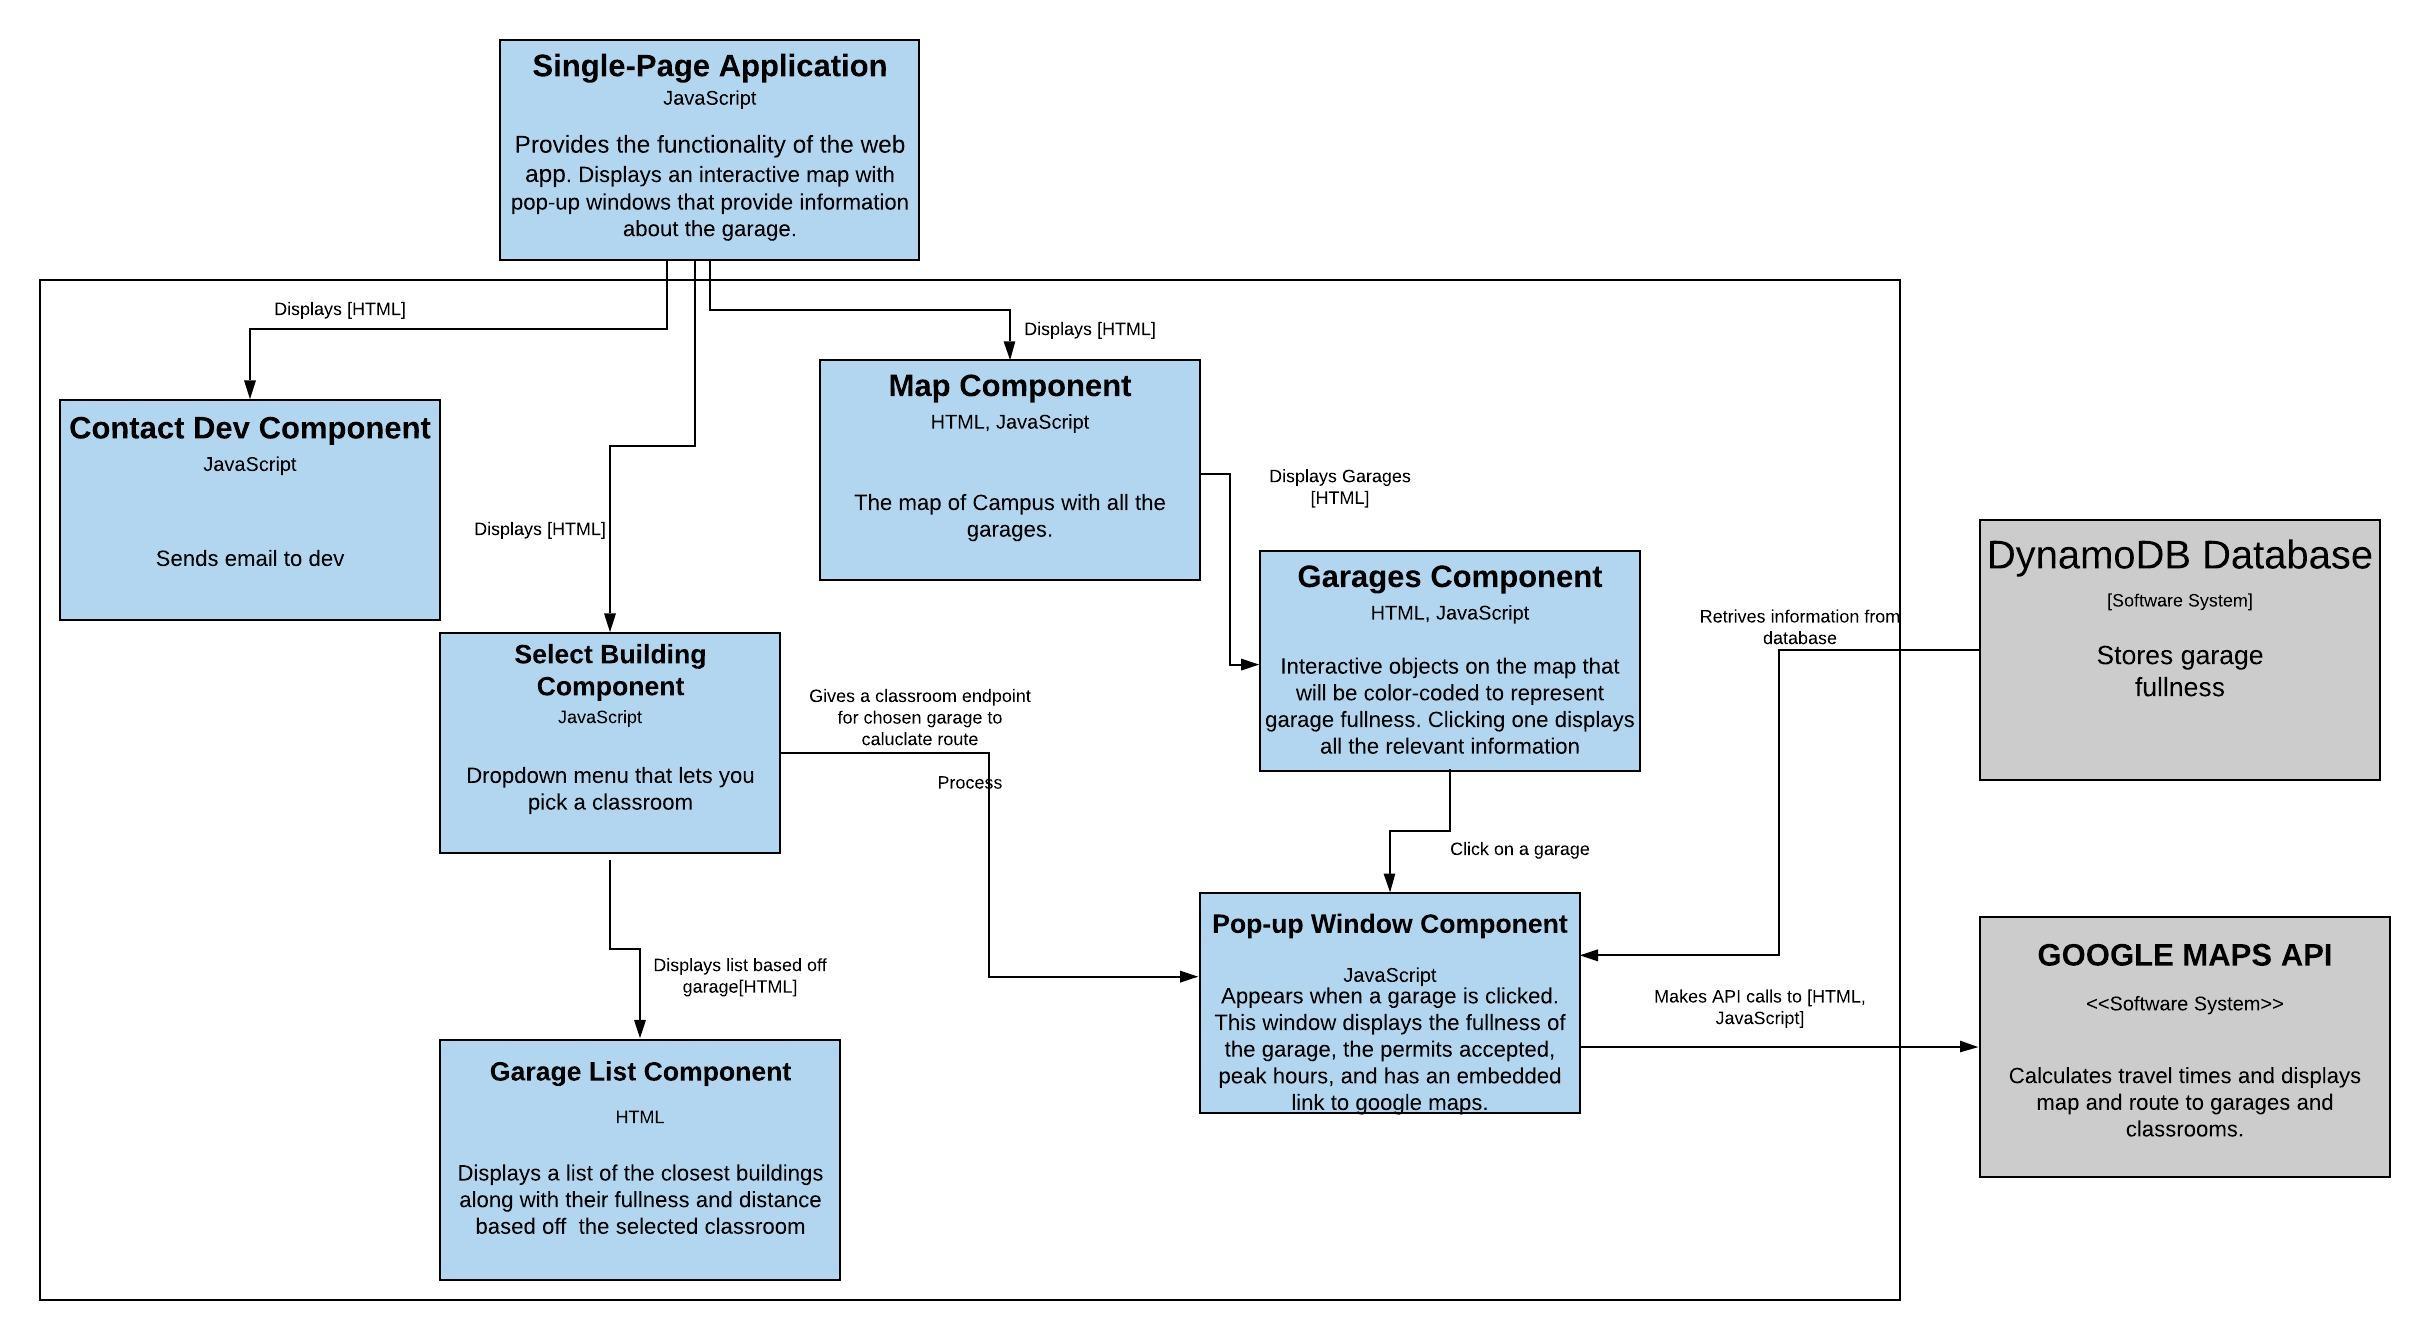 Single-Page Application
JavaScript
Provides the functionality of the web
app. Displays an interactive map with
pop-up windows that provide information
about the garage.
Displays [HTML]
Displays [HTML]
Contact Dev Component
JavaScript
Sends email to dev
Map Component
HTML, JavaScript
The map of Campus with all the
garages.
Displays [HTML]
Displays Garages
[HTML]
Garages Component
HTML, JavaScript
Interactive objects on the map that
will be color-coded to represent
garage fullness. Clicking one displays
all the relevant information
DynamoDB Database
[Software System]
Stores garage
fullness
Retrives information from
database
Select Building
Component
JavaScript
Dropdown menu that lets you
pick a classroom
Gives a classroom endpoint
for chosen garage to
caluclate route
Process
Click on a garage
Pop-up Window Component
JavaScript
Appears when a garage is clicked.
This window displays the fullness of
the garage, the permits accepted,
peak hours, and has an embedded
link to google maps.
Makes API calls to [HTML,
JavaScript]
GOOGLE MAPS API
<<Software System>>
Calculates travel times and displays
map and route to garages and
classrooms.
Displays list based off
garage[HTML]
Garage List Component
HTML
Displays a list of the closest buildings
along with their fullness and distance
based off  the selected classroom